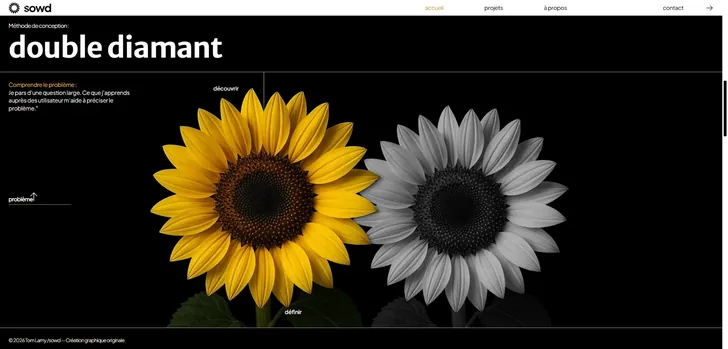 sowd
accueil
projets
à propos
contact
Méthode de conception :
double diamant
Comprendre le problème :
Je pars d'une question large. Ce que j'apprends
auprès des utilisateur m'aide à préciser le
problème."
découvrir
problème
définir
©2026 Tom Lamy /sowd — Création graphique originale.